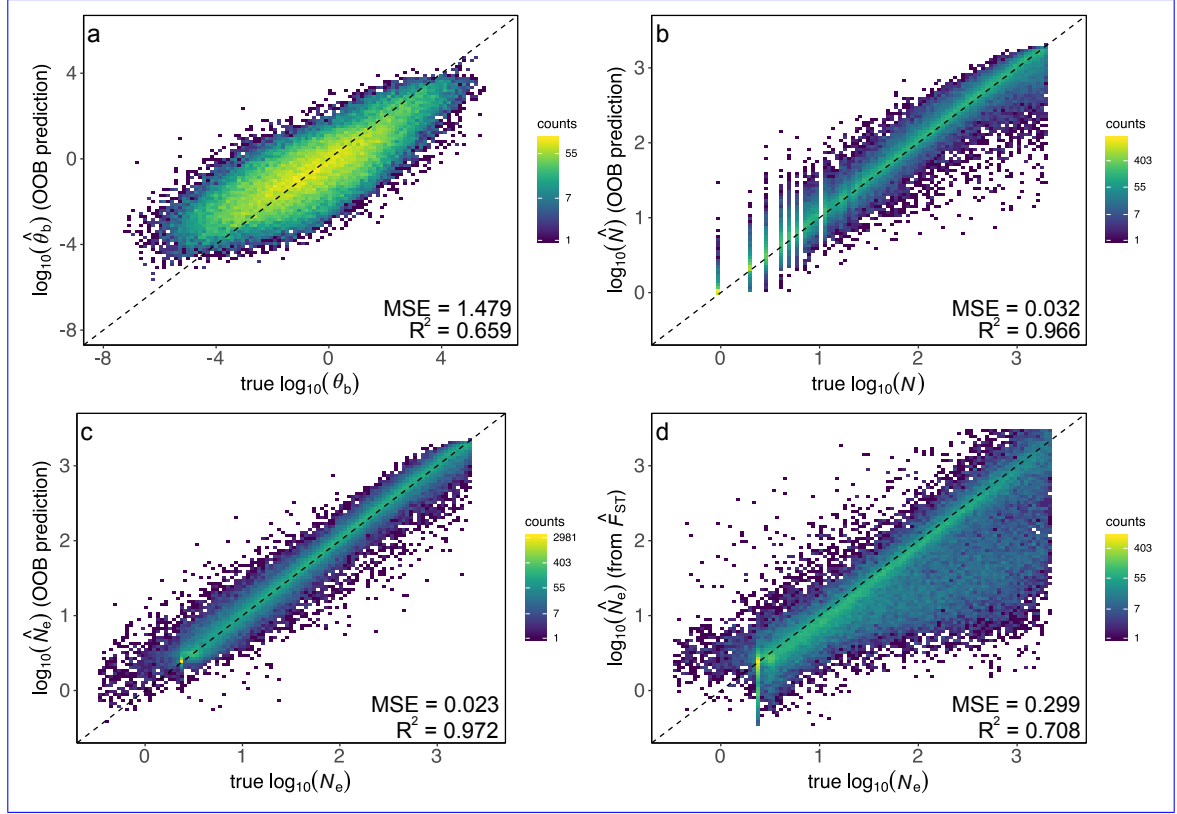 a
log10(θ̂b) (OOB prediction)
4
0
-4
-8
-8
-4
0
4
true log10(θb)
MSE = 1.479
R² = 0.659
counts
55
7
1
b
log10(N̂) (OOB prediction)
3
2
1
0
0
1
2
3
true log10(N)
MSE = 0.032
R² = 0.966
counts
403
55
7
1
c
log10(N̂e) (OOB prediction)
3
2
1
0
0
1
2
3
true log10(Ne)
MSE = 0.023
R² = 0.972
counts
2981
403
55
7
1
d
log10(N̂e) (from F̂ST)
3
2
1
0
0
1
2
3
true log10(Ne)
MSE = 0.299
R² = 0.708
counts
403
55
7
1